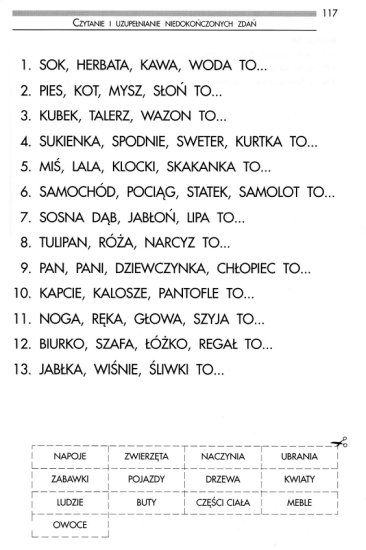 117
CZYTANIE I UZUPEŁNIANIE NIEDOKOŃCZONYCH ZDAŃ
1. SOK, HERBATA, KAWA, WODA TO...
2. PIES, KOT, MYSZ, SŁOŃ TO...
3. KUBEK, TALERZ, WAZON TO...
4. SUKIENKA, SPODNIE, SWETER, KURTKA TO...
5. MIŚ, LALA, KLOCKI, SKAKANKA TO...
6. SAMOCHÓD, POCIĄG, STATEK, SAMOLOT TO...
7. SOSNA DĄB, JABŁOŃ, LIPA TO...
8. TULIPAN, RÓŻA, NARCYZ TO...
9. PAN, PANI, DZIEWCZYNKA, CHŁOPIEC TO...
10. KAPCIE, KALOSZE, PANTOFLE TO...
11. NOGA, RĘKA, GŁOWA, SZYJA TO...
12. BIURKO, SZAFA, ŁÓŻKO, REGAŁ TO...
13. JABŁKA, WIŚNIE, ŚLIWKI TO...
NAPOJE ZWIERZĘTA NACZYNIA UBRANIA
ZABAWKI POJAZDY DRZEWA KWIATY
LUDZIE BUTY CZĘŚCI CIAŁA MEBLE
OWOCE